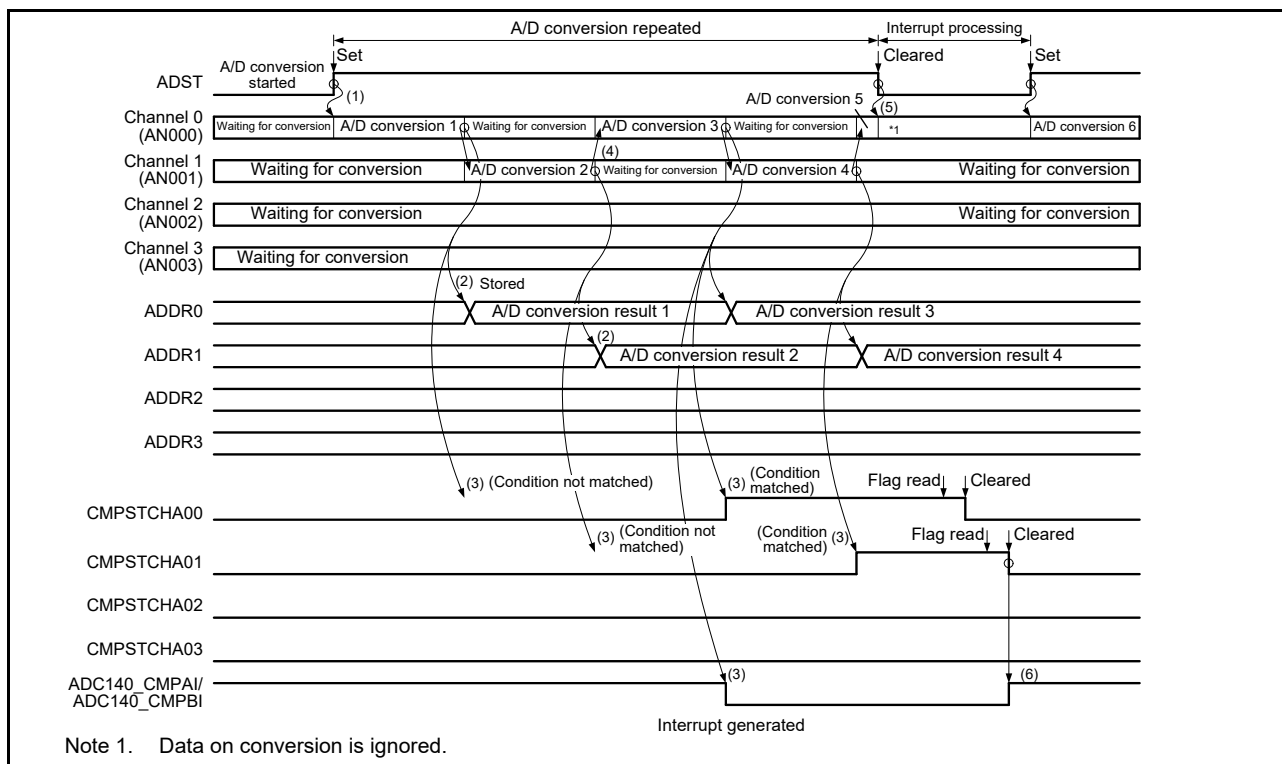 A/D conversion repeated
Interrupt processing
A/D conversion started
Set
Cleared
Set
ADST
(1)
A/D conversion 5
(5)
Channel 0 (AN000)
Waiting for conversion
A/D conversion 1
Waiting for conversion
A/D conversion 3
Waiting for conversion
*1
A/D conversion 6
(4)
Channel 1 (AN001)
Waiting for conversion
A/D conversion 2
Waiting for conversion
A/D conversion 4
Waiting for conversion
Channel 2 (AN002)
Waiting for conversion
Waiting for conversion
Channel 3 (AN003)
Waiting for conversion
(2) Stored
ADDR0
A/D conversion result 1
A/D conversion result 3
(2)
ADDR1
A/D conversion result 2
A/D conversion result 4
ADDR2
ADDR3
(3) (Condition not matched)
(3) (Condition matched)
Flag read
Cleared
CMPSTCHA00
(3) (Condition not matched)
(Condition matched) (3)
Flag read
Cleared
CMPSTCHA01
CMPSTCHA02
CMPSTCHA03
ADC140_CMPAI/
ADC140_CMPBI
(3)
(6)
Interrupt generated
Note 1. Data on conversion is ignored.